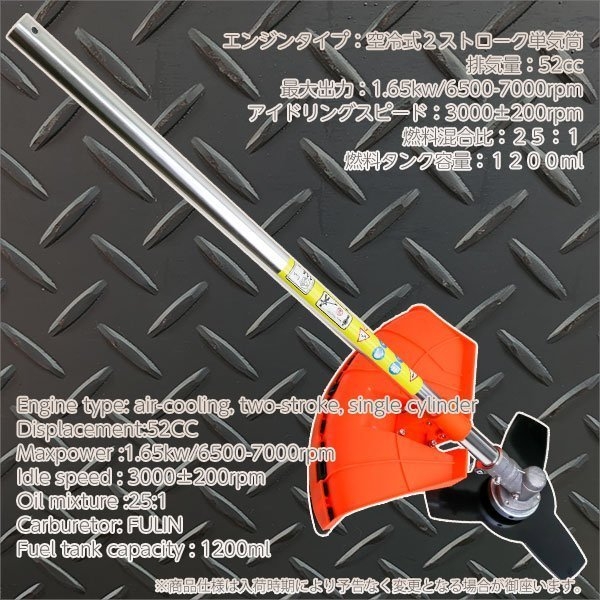 エンジンタイプ：空冷式２ストローク単気筒
排気量：52cc
最大出力：1.65kw/6500-7000rpm
アイドリングスピード：3000±200rpm
燃料混合比：２５：１
燃料タンク容量：１２００ml
Engine type: air-cooling, two-stroke, single cylinder
Displacement:52CC
Maxpower :1.65kw/6500-7000rpm
Idle speed : 3000±200rpm
Oil mixture :25:1
Carburetor: FULIN
Fuel tank capacity : 1200ml
※商品仕様は入荷時期により予告なく変更となる場合が御座います。